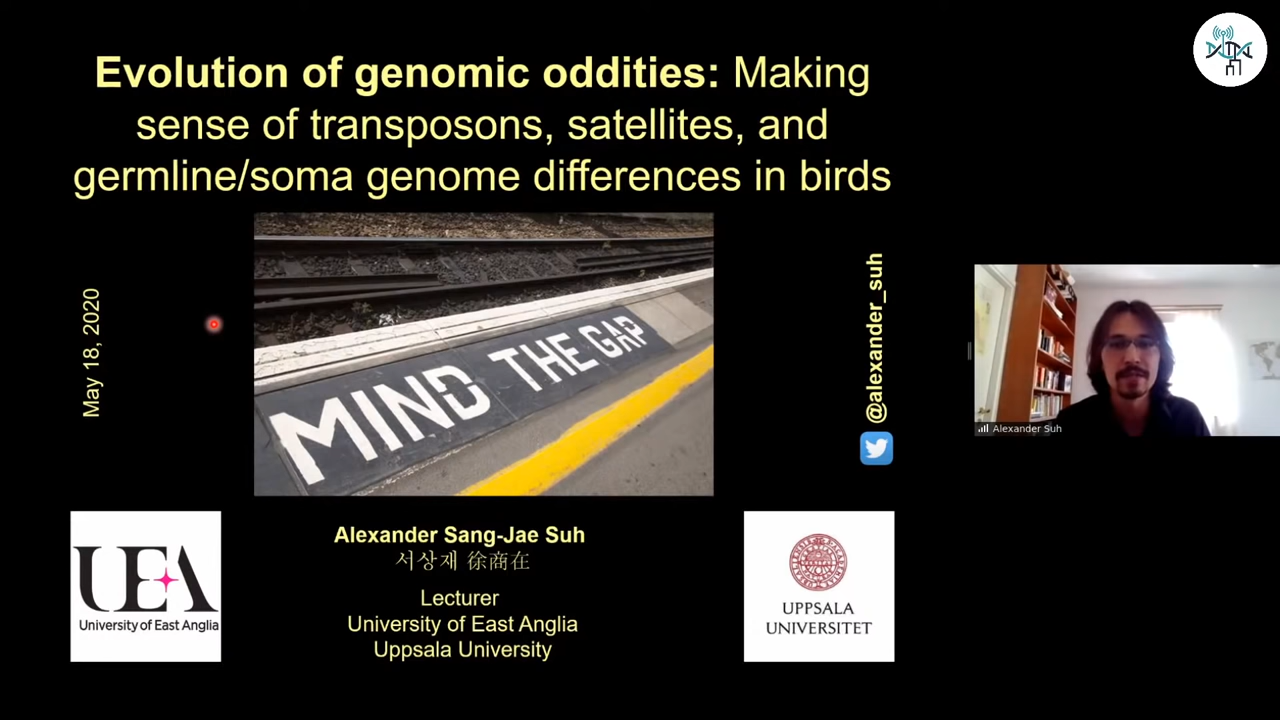 Evolution of genomic oddities: Making
sense of transposons, satellites, and
germline/soma genome differences in birds
May 18, 2020
MIND THE GAP
@alexander_suh
Alexander Suh
UEA
University of East Anglia
Alexander Sang-Jae Suh
서상재 徐商在
Lecturer
University of East Anglia
Uppsala University
UPPSALA
UNIVERSITET